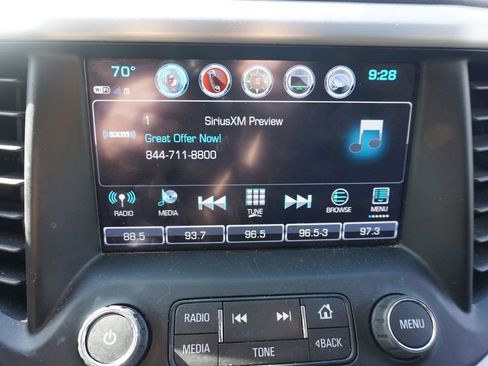 70° 9:28
WiFi
1 SiriusXM Preview
((SXM))
Great Offer Now!
844-711-8800
RADIO MEDIA TUNE BROWSE MENU
88.5 93.7 96.5 96.5-3 97.3
RADIO
MENU
MEDIA TONE BACK